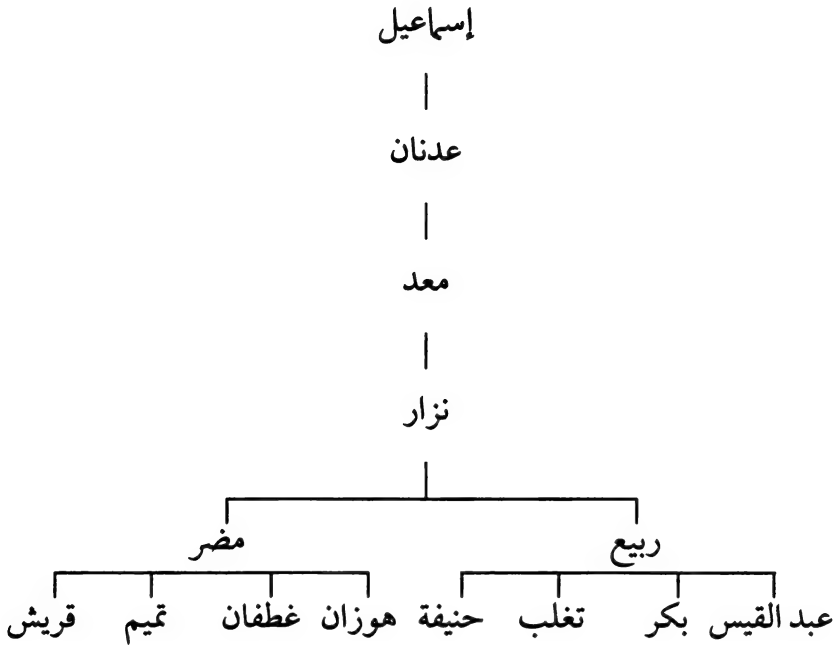 إسماعيل
عدنان
معد
نزار
ربيع مضر
عبد القيس بكر تغلب حنيفة هوزان غطفان تميم قريش